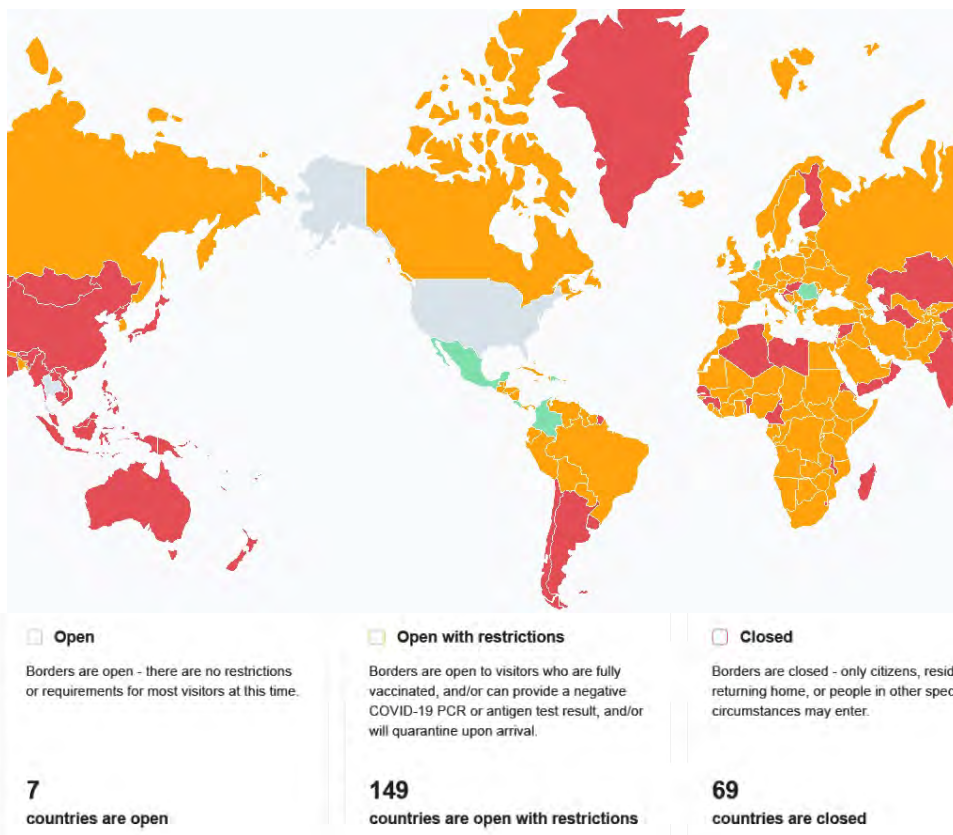 Open
Borders are open - there are no restrictions
or requirements for most visitors at this time.
7
countries are open
Open with restrictions
Borders are open to visitors who are fully
vaccinated, and/or can provide a negative
COVID-19 PCR or antigen test result, and/or
will quarantine upon arrival.
149
countries are open with restrictions
Closed
Borders are closed - only citizens, resid
returning home, or people in other spec
circumstances may enter.
69
countries are closed